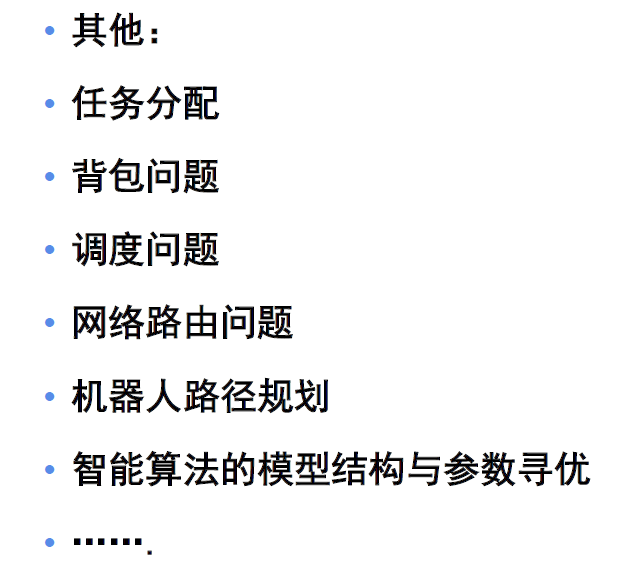 • 其他：
• 任务分配
• 背包问题
• 调度问题
• 网络路由问题
• 机器人路径规划
• 智能算法的模型结构与参数寻优
• …….